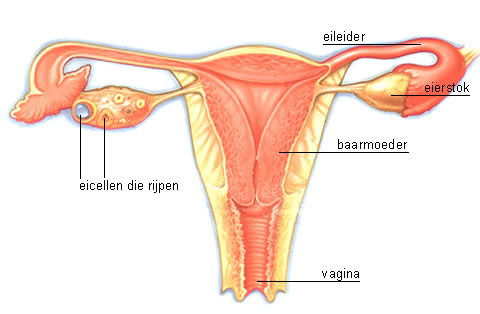 eileider
eierstok
baarmoeder
eicellen die rijpen
vagina